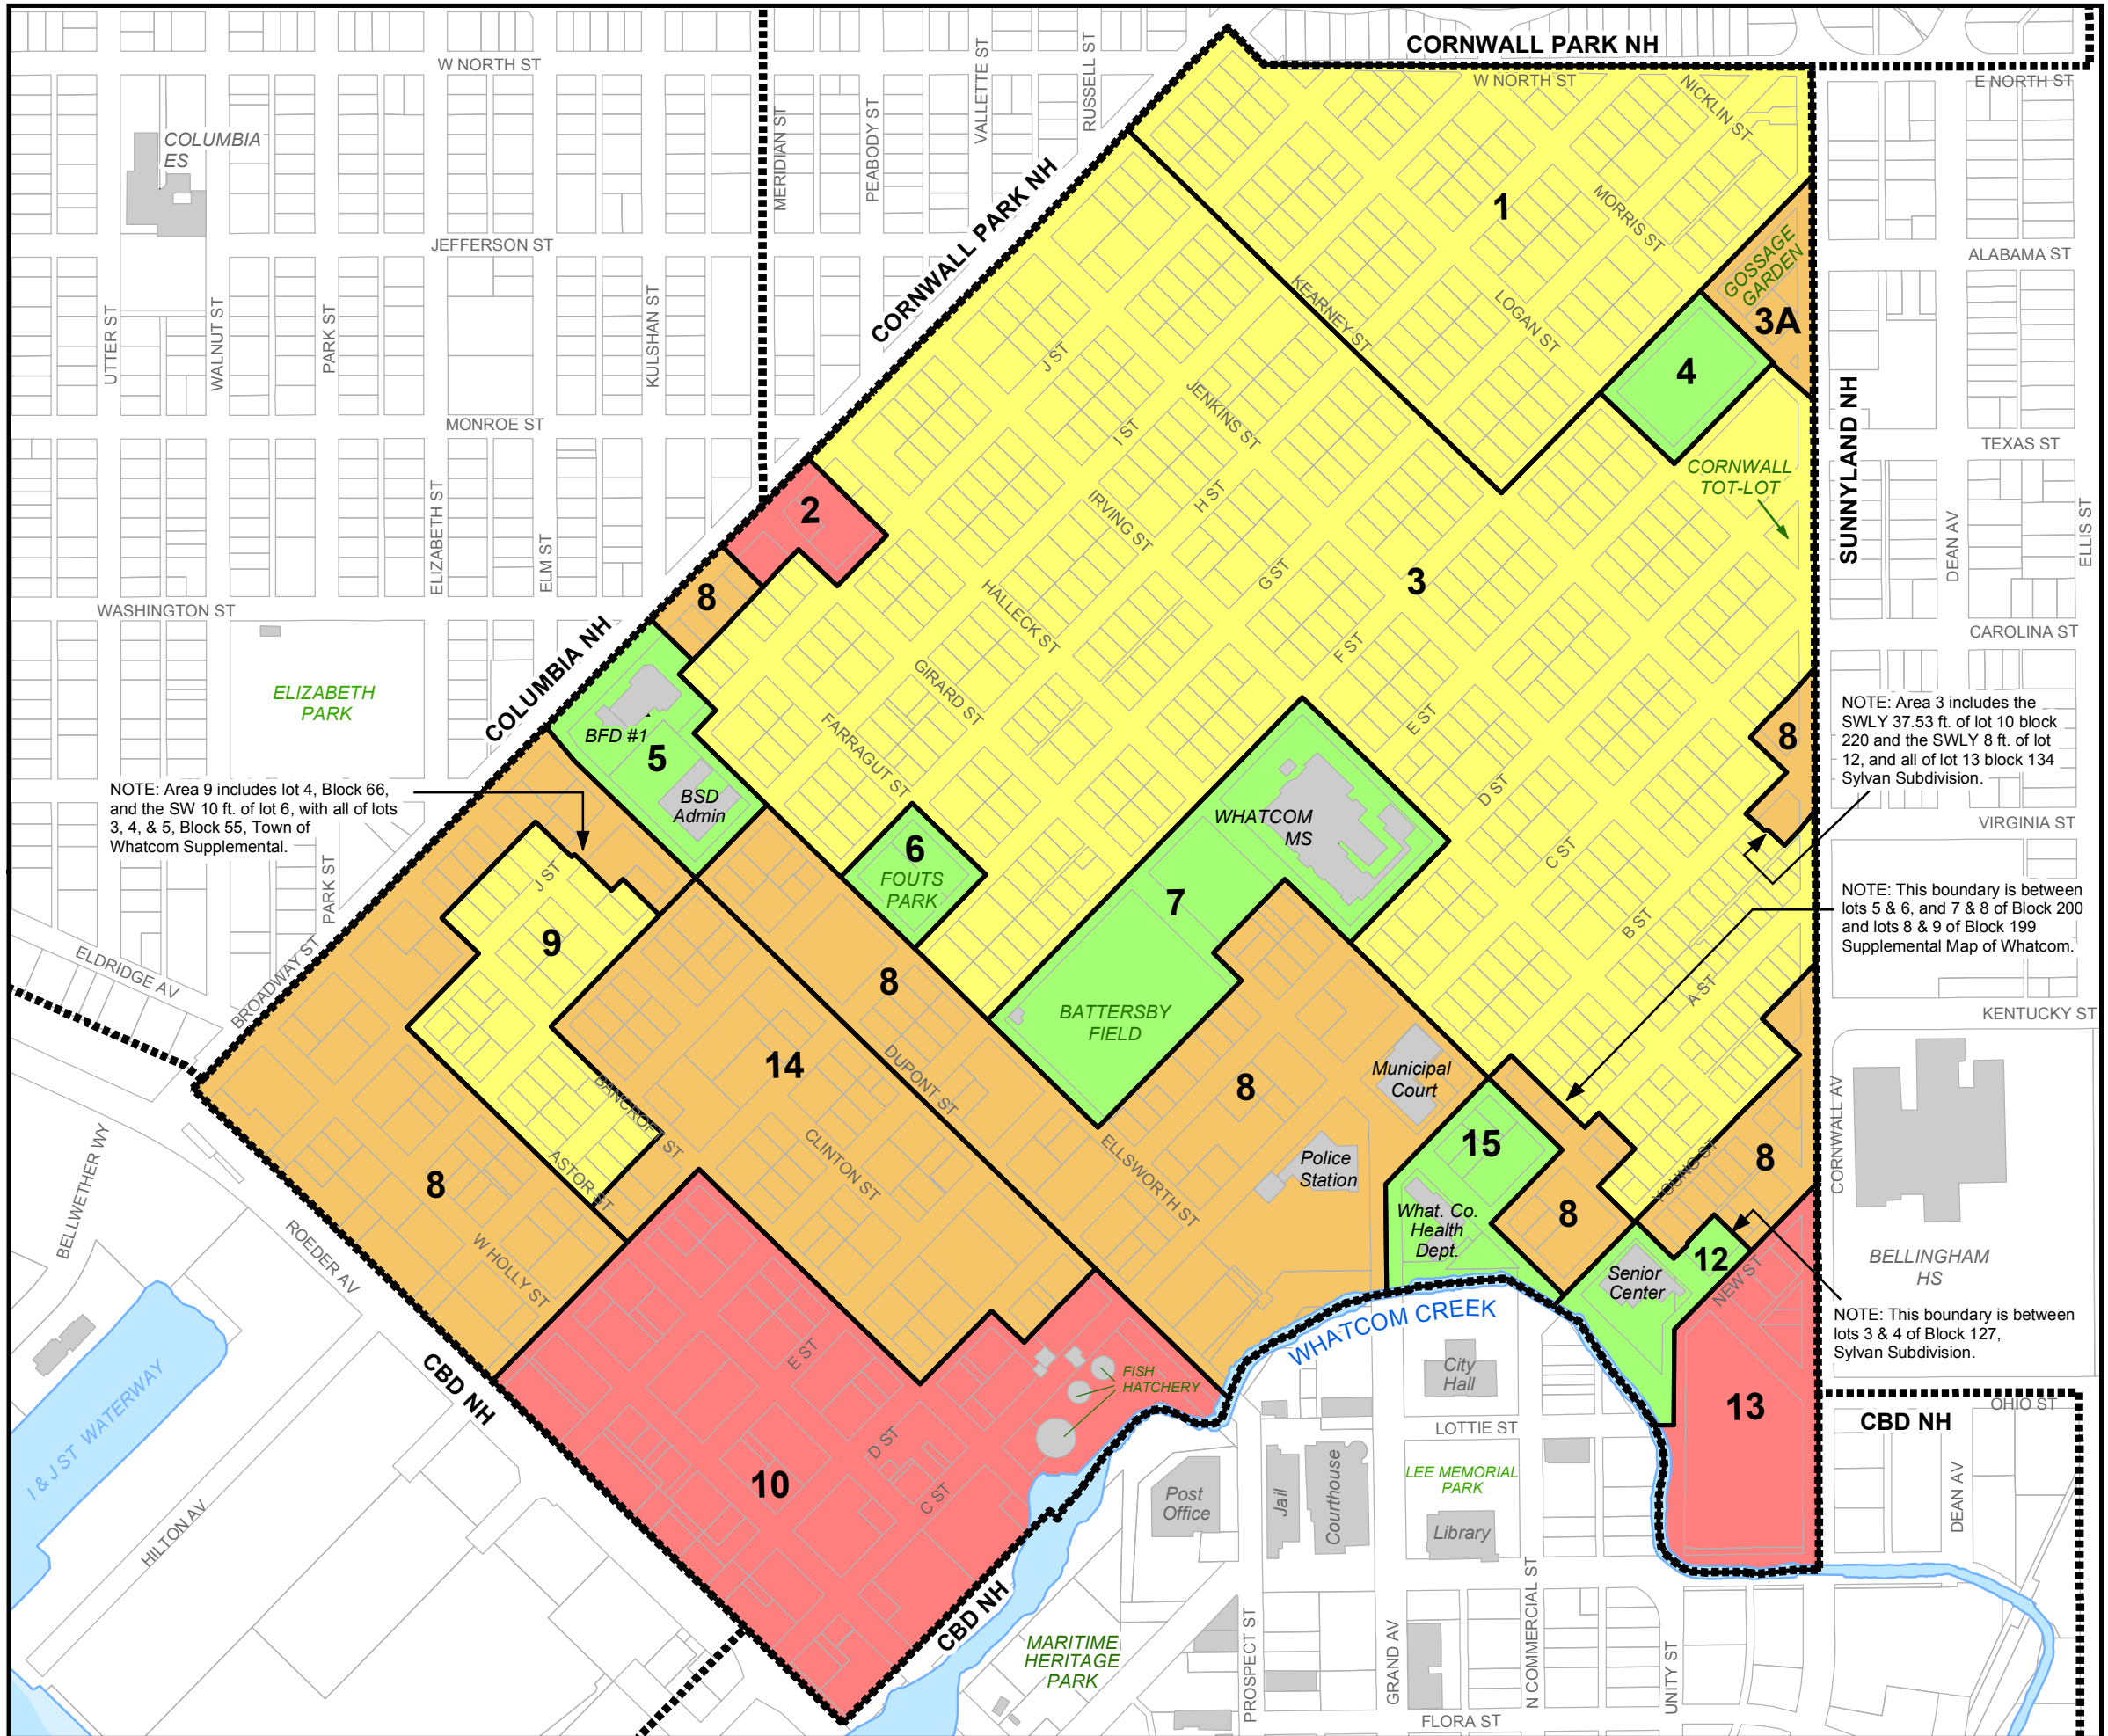 CORNWALL PARK NH
W NORTH ST
W NORTH ST
E NORTH ST
NICKLIN ST
VALLETTE ST
RUSSELL ST
MERIDIAN ST
PEABODY ST
COLUMBIA
ES
CORNWALL PARK NH
1
MORRIS ST
GOSSAGE
GARDEN
3A
JEFFERSON ST
ALABAMA ST
KEARNEY ST
LOGAN ST
UTTER ST
WALNUT ST
PARK ST
KULSHAN ST
J ST
4
JENKINS ST
I ST
MONROE ST
TEXAS ST
SUNNYLAND NH
CORNWALL
TOT-LOT
2
IRVING ST
H ST
ELIZABETH ST
ELM ST
DEAN AV
ELLIS ST
3
G ST
8
HALLECK ST
WASHINGTON ST
CAROLINA ST
COLUMBIA NH
F ST
GIRARD ST
ELIZABETH
PARK
BFD #1
5
BSD
Admin
FARRAGUT ST
E ST
8
NOTE: Area 3 includes the
SWLY 37.53 ft. of lot 10 block
220 and the SWLY 8 ft. of lot
12, and all of lot 13 block 134
Sylvan Subdivision.
D ST
NOTE: Area 9 includes lot 4, Block 66,
and the SW 10 ft. of lot 6, with all of lots
3, 4, & 5, Block 55, Town of
Whatcom Supplemental.
WHATCOM
MS
VIRGINIA ST
C ST
6
FOUTS
PARK
7
J ST
PARK ST
NOTE: This boundary is between
lots 5 & 6, and 7 & 8 of Block 200
and lots 8 & 9 of Block 199
Supplemental Map of Whatcom.
B ST
9
ELDRIDGE AV
BROADWAY ST
8
A ST
BATTERSBY
FIELD
KENTUCKY ST
14
DUPONT ST
8
Municipal
Court
BANCROFT ST
CORNWALL AV
CLINTON ST
ELLSWORTH ST
15
Police
Station
YOUNG ST
8
BELLWETHER WY
8
ASTOR ST
What. Co.
Health
Dept.
8
W HOLLY ST
ROEDER AV
12
Senior
Center
NEW ST
BELLINGHAM
HS
WHATCOM CREEK
NOTE: This boundary is between
lots 3 & 4 of Block 127,
Sylvan Subdivision.
E ST
FISH
HATCHERY
City
Hall
CBD NH
13
OHIO ST
CBD NH
I & J ST WATERWAY
D ST
LOTTIE ST
10
C ST
LEE MEMORIAL
PARK
Post
Office
Jail
Courthouse
Library
DEAN AV
HILTON AV
CBD NH
MARITIME
HERITAGE
PARK
PROSPECT ST
GRAND AV
N COMMERCIAL ST
UNITY ST
FLORA ST